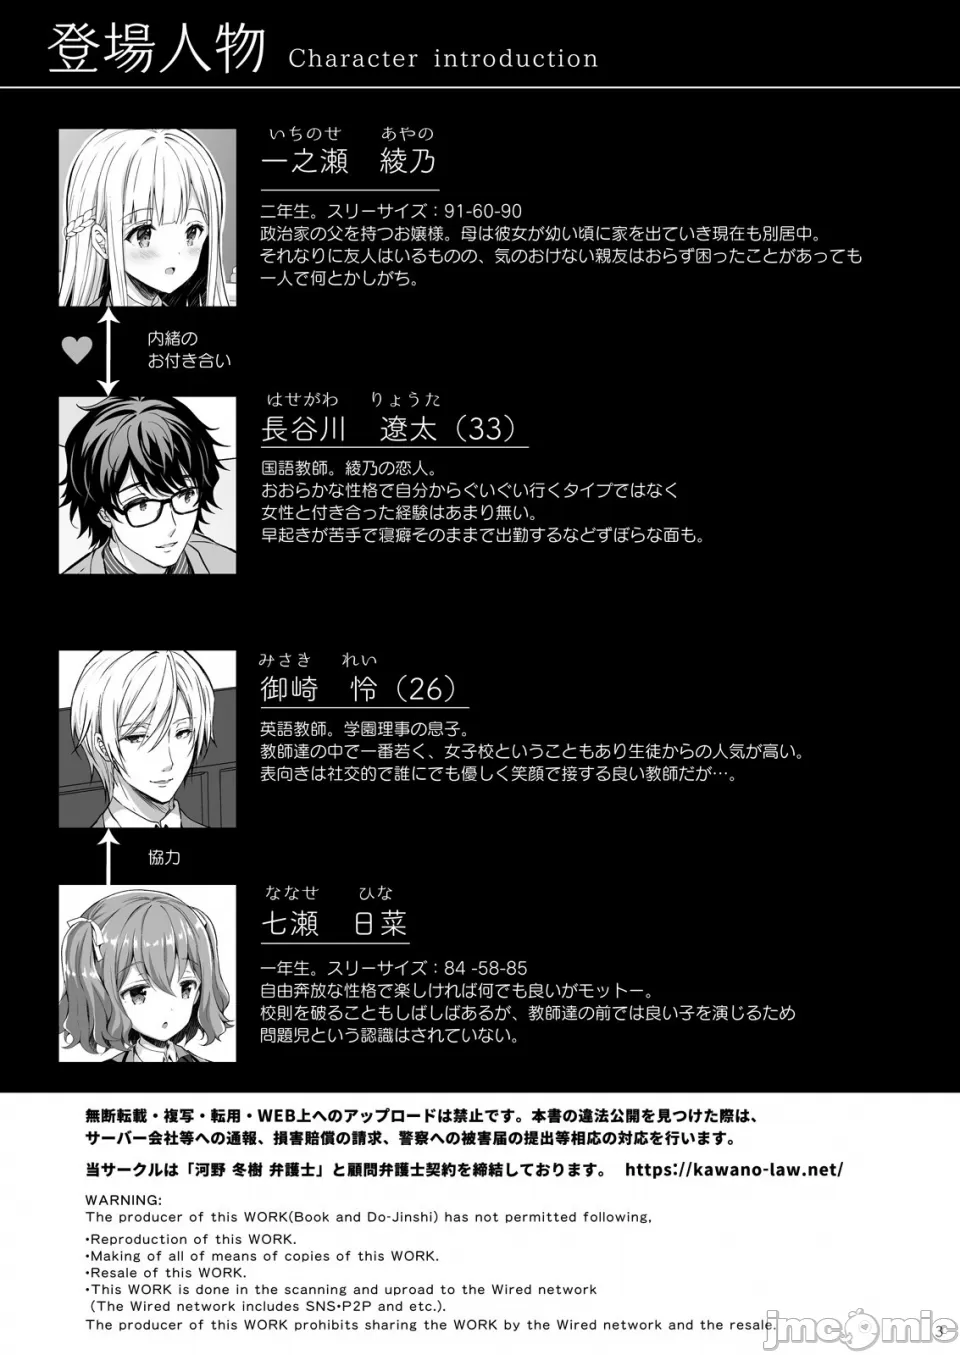 登場人物 Character introduction
いちのせ あやの
一之瀬 綾乃
二年生。スリーサイズ：91-60-90
政治家の父を持つお嬢様。母は彼女が幼い頃に家を出ていき現在も別居中。
それなりに友人はいるものの、気のおけない親友はおらず困ったことがあっても
一人で何とかしがち。
内緒の
お付き合い
はせがわ りょうた
長谷川 遼太（33）
国語教師。綾乃の恋人。
おおらかな性格で自分からぐいぐい行くタイプではなく
女性と付き合った経験はあまり無い。
早起きが苦手で寝癖そのままで出勤するなどずぼらな面も。
みさき れい
御崎 怜（26）
英語教師。学園理事の息子。
教師達の中で一番若く、女子校ということもあり生徒からの人気が高い。
表向きは社交的で誰にでも優しく笑顔で接する良い教師だが…。
協力
ななせ ひな
七瀬 日菜
一年生。スリーサイズ：84 -58-85
自由奔放な性格で楽しければ何でも良いがモットー。
校則を破ることもしばしばあるが、教師達の前では良い子を演じるため
問題児という認識はされていない。
無断転載・複写・転用・WEB上へのアップロードは禁止です。本書の違法公開を見つけた際は、
サーバー会社等への通報、損害賠償の請求、警察への被害届の提出等相応の対応を行います。
当サークルは「河野 冬樹 弁護士」と顧問弁護士契約を締結しております。 https://kawano-law.net/
WARNING:
The producer of this WORK(Book and Do-Jinshi) has not permitted following,
•Reproduction of this WORK.
•Making of all of means of copies of this WORK.
•Resale of this WORK.
•This WORK is done in the scanning and uproad to the Wired network
(The Wired network includes SNS•P2P and etc.).
The producer of this WORK prohibits sharing the WORK by the Wired network and the resale.
jmcomic
3